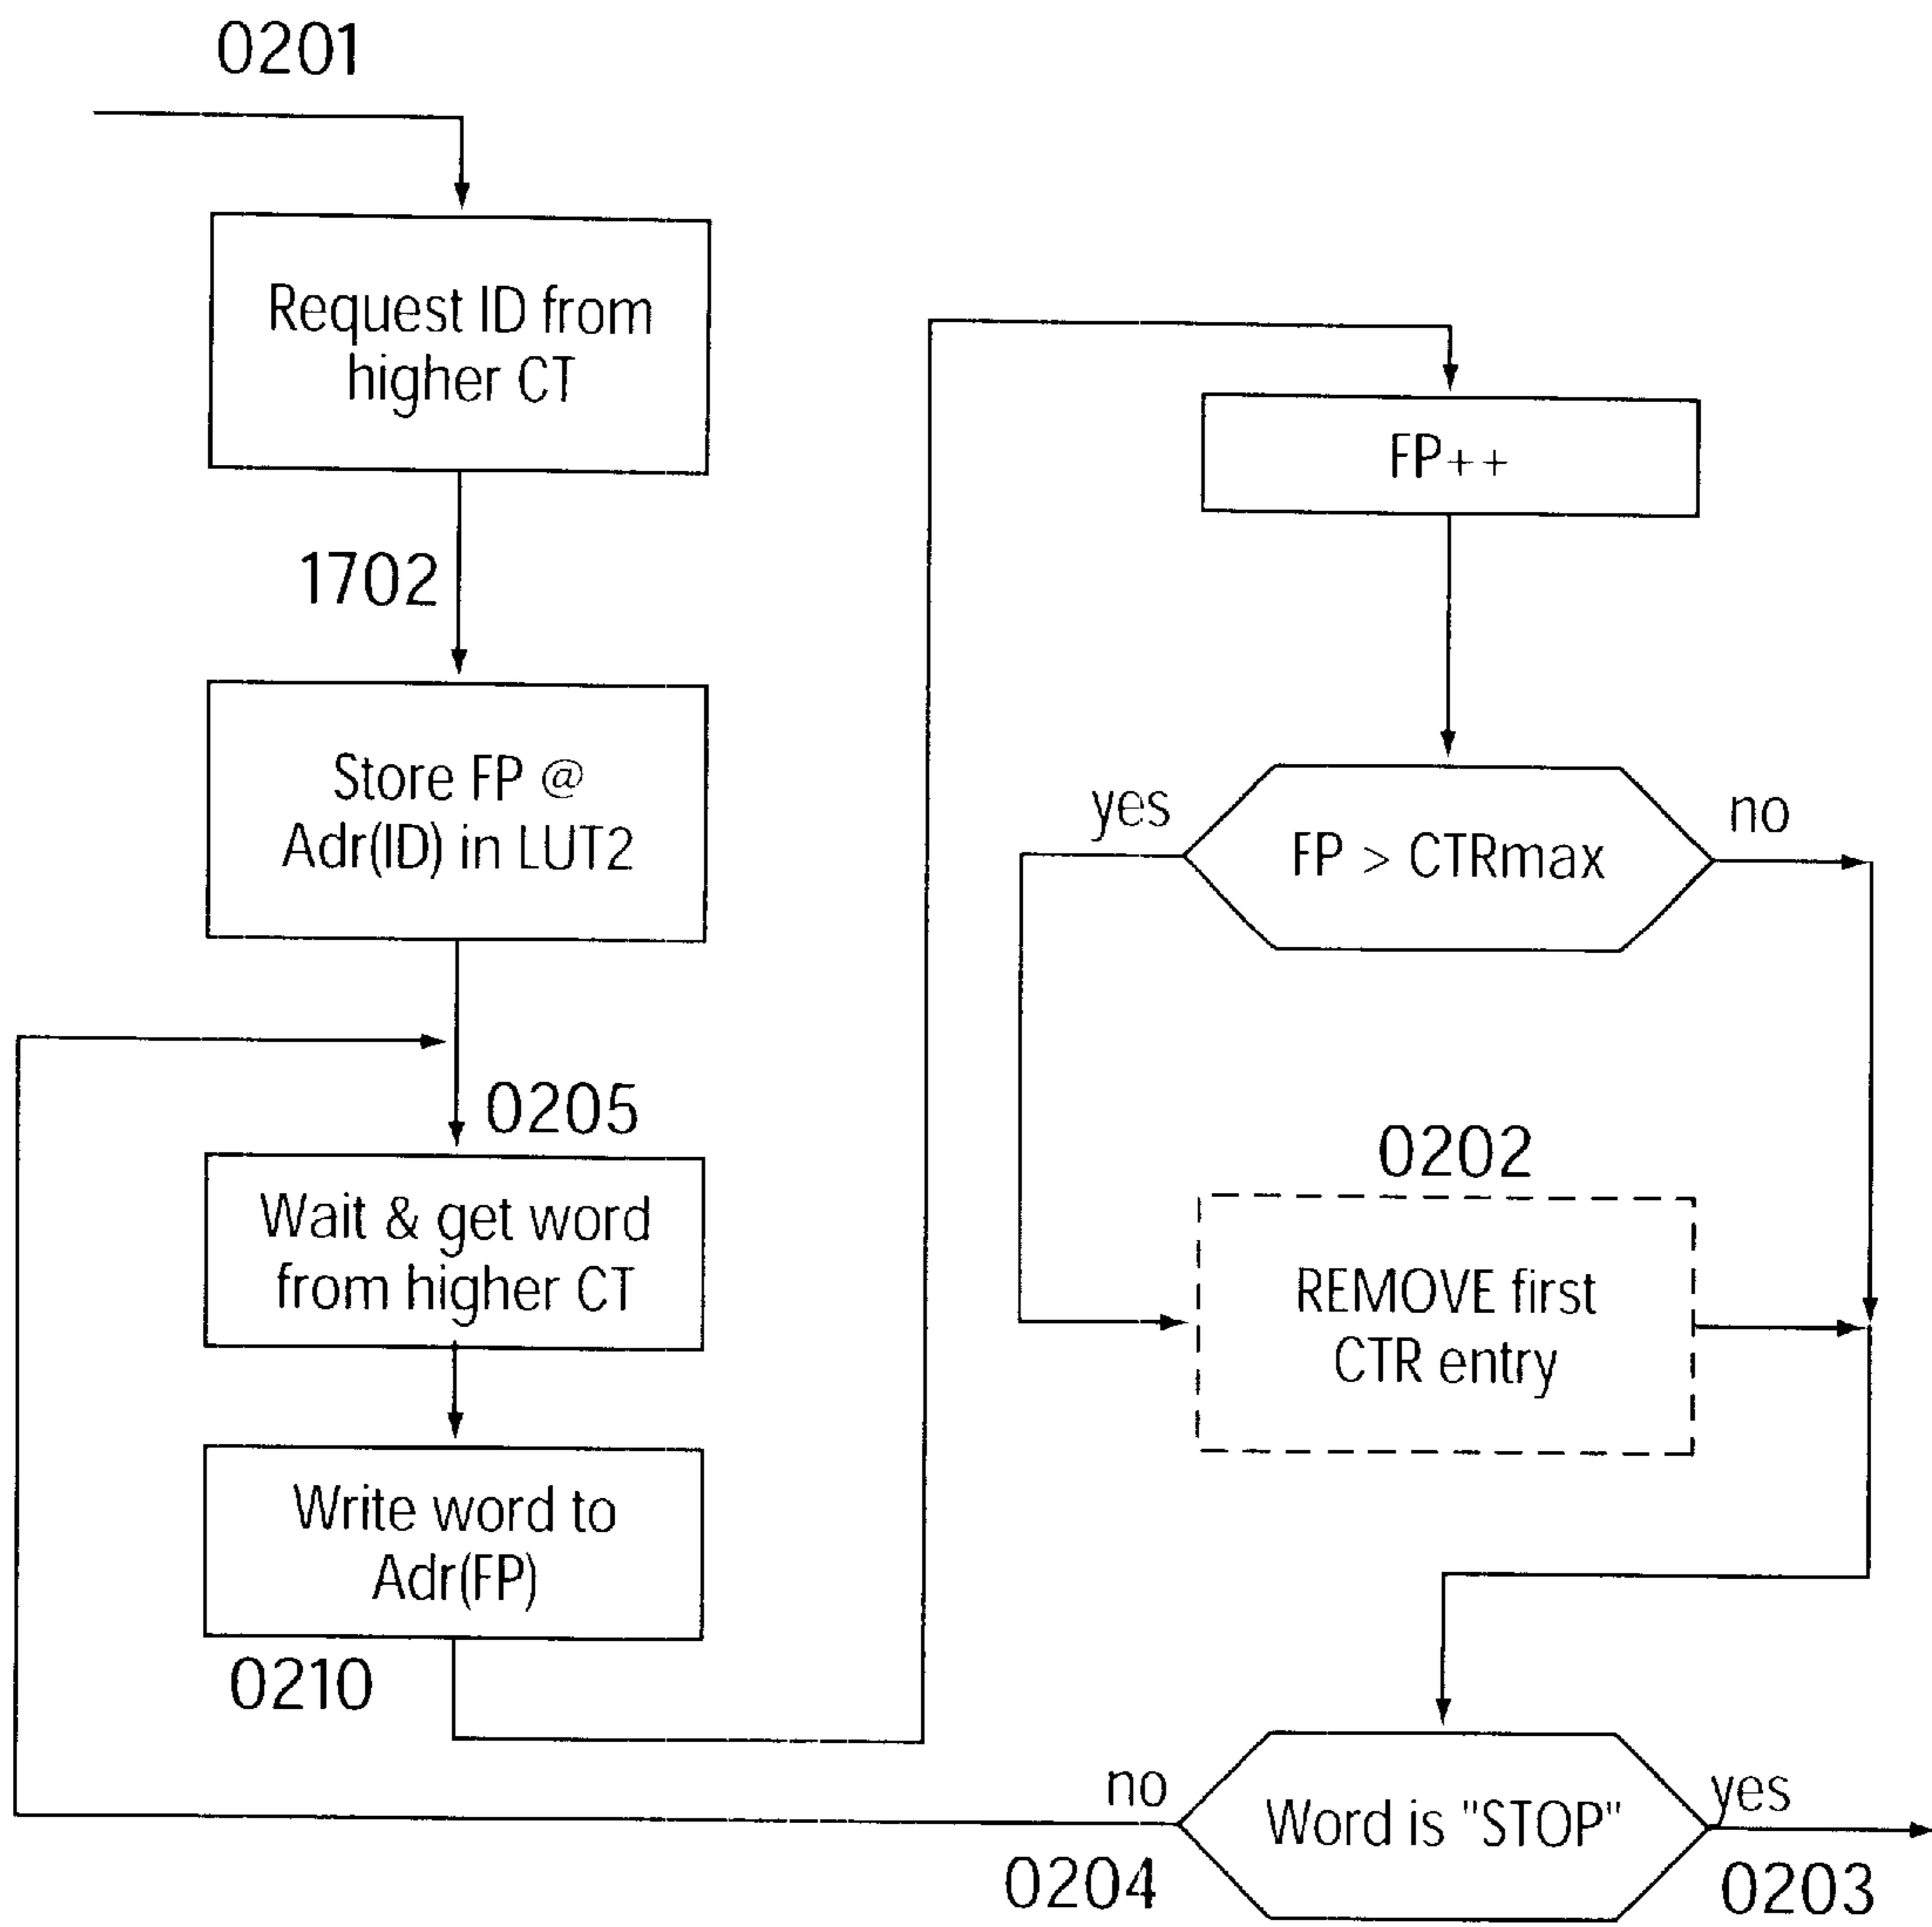 0201
Request ID from
higher CT
1702
Store FP @
Adr(ID) in LUT2
0205
Wait & get word
from higher CT
Write word to
Adr(FP)
0210
FP++
yes
FP > CTRmax
no
0202
REMOVE first
CTR entry
no
Word is "STOP"
yes
0204
0203